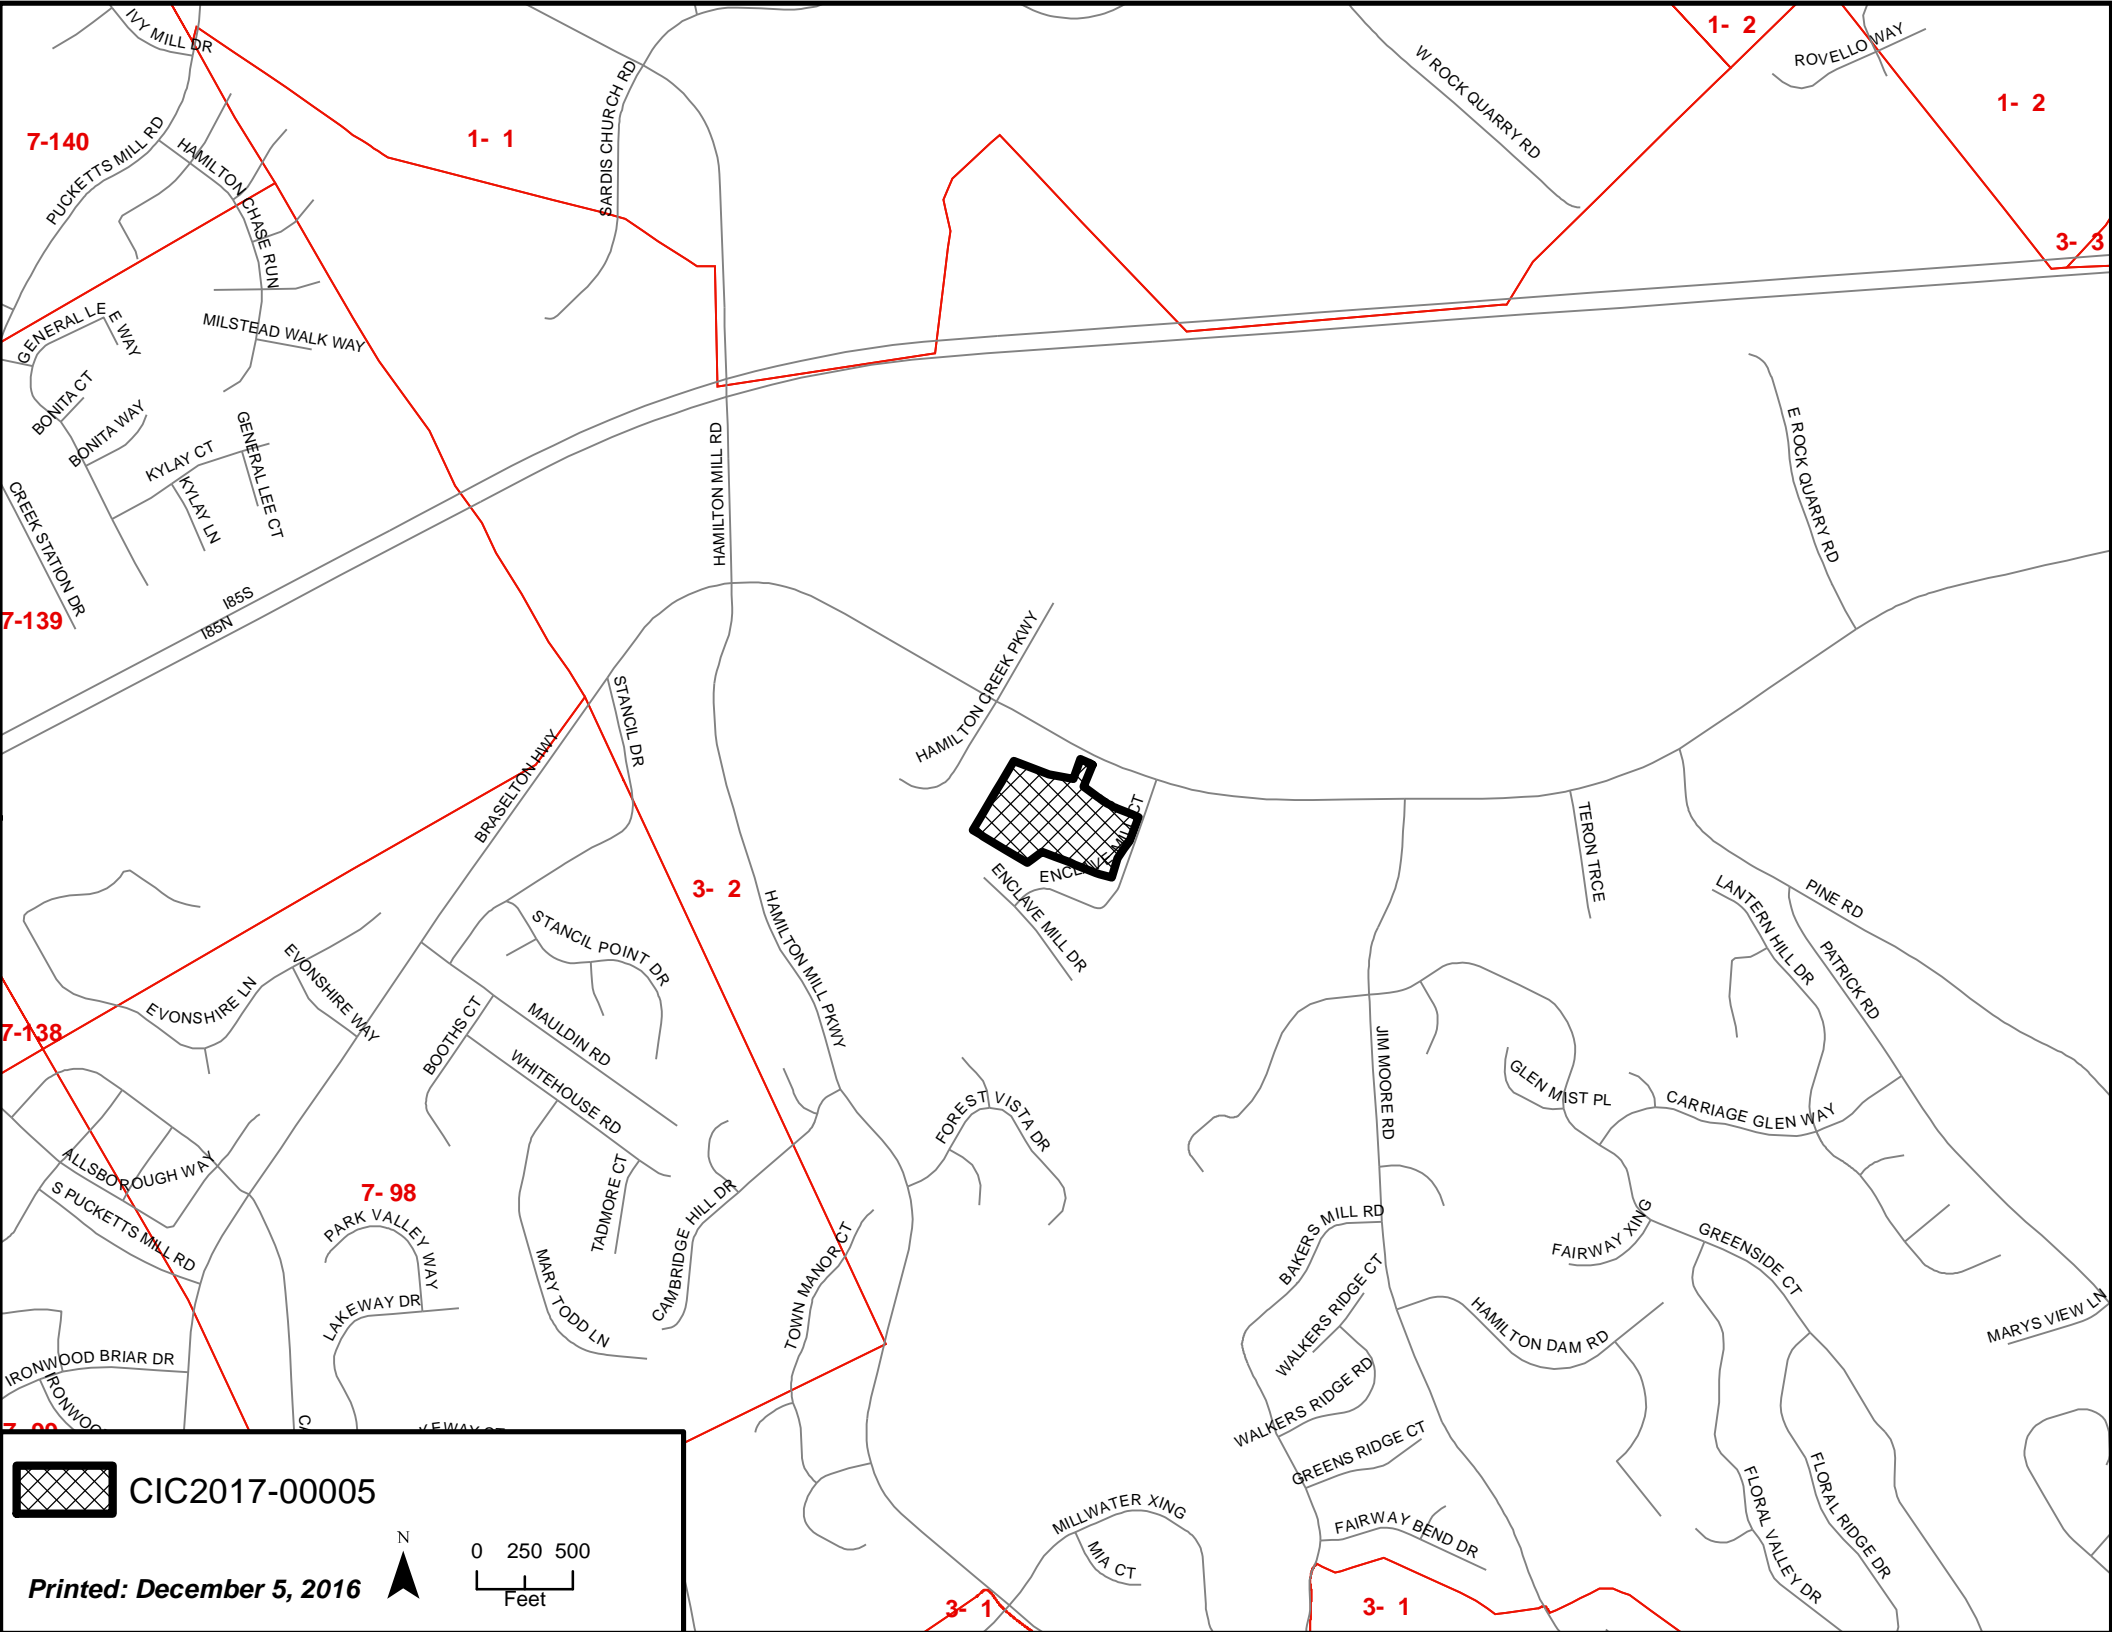 IVY MILL DR
1- 2
ROVELLO WAY
W ROCK QUARRY RD
SARDIS CHURCH RD
1- 2
7-140
1- 1
PUCKETTS MILL RD
HAMILTON CHASE RUN
3- 3
GENERAL LEE WAY
MILSTEAD WALK WAY
BONITA CT
BONITA WAY
GENERAL LEE CT
KYLAY CT
KYLAY LN
HAMILTON MILL RD
E ROCK QUARRY RD
CREEK STATION DR
I85S
I85N
7-139
HAMILTON CREEK PKWY
STANCIL DR
BRASELTON HWY
ENCLAVE MILL CT
ENCLAVE MILL DR
TERON TRCE
3- 2
HAMILTON MILL PKWY
LANTERN HILL DR
PINE RD
PATRICK RD
STANCIL POINT DR
EVONSHIRE LN
EVONSHIRE WAY
7-138
BOOTHS CT
MAULDIN RD
WHITEHOUSE RD
JIM MOORE RD
GLEN MIST PL
CARRIAGE GLEN WAY
FOREST VISTA DR
ALLSBOROUGH WAY
S PUCKETTS MILL RD
7- 98
PARK VALLEY WAY
TADMORE CT
CAMBRIDGE HILL DR
MARY TODD LN
TOWN MANOR CT
BAKERS MILL RD
FAIRWAY XING
GREENSIDE CT
LAKEWAY DR
WALKERS RIDGE CT
HAMILTON DAM RD
MARYS VIEW LN
IRONWOOD BRIAR DR
WALKERS RIDGE RD
GREENS RIDGE CT
FLORAL VALLEY DR
FLORAL RIDGE DR
MILLWATER XING
MIA CT
FAIRWAY BEND DR
3- 1
3- 1
CIC2017-00005
N
0 250 500
Feet
Printed: December 5, 2016